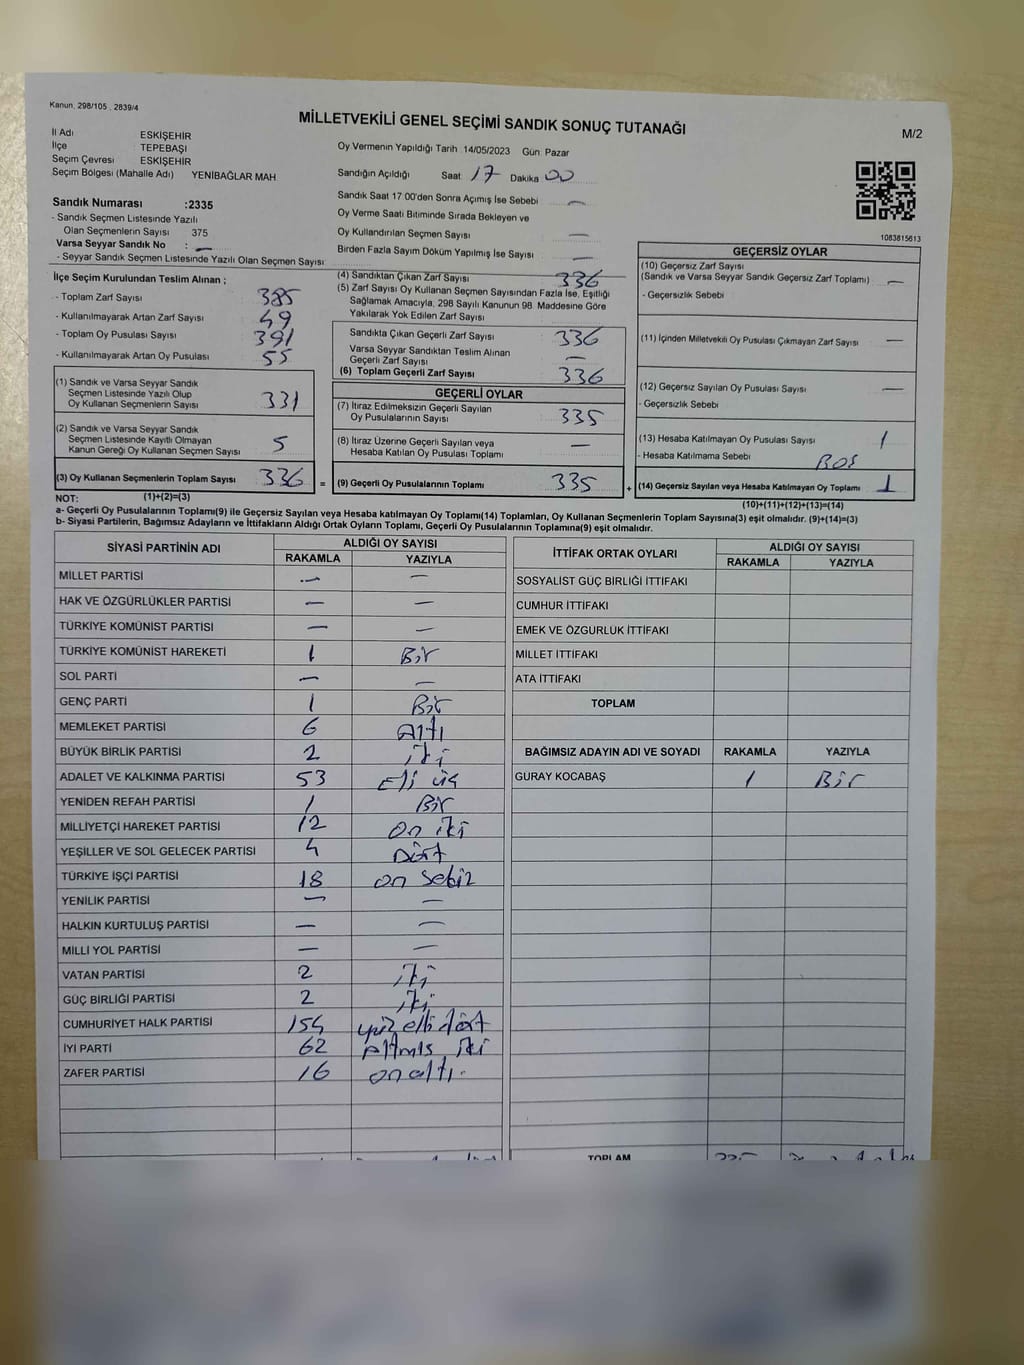 Kanun, 298/105 , 2839/4
MİLLETVEKİLİ GENEL SEÇİMİ SANDIK SONUÇ TUTANAĞI
M/2
İl Adı ESKİŞEHİR
İlçe TEPEBAŞI
Seçim Çevresi ESKİŞEHİR
Seçim Bölgesi (Mahalle Adı) YENİBAĞLAR MAH.
Oy Vermenin Yapıldığı Tarih 14/05/2023 Gün: Pazar
Sandığın Açıldığı Saat 17 Dakika 00
Sandık Saat 17 00'den Sonra Açımış İse Sebebi —
Oy Verme Saati Bitiminde Sırada Bekleyen ve
Oy Kullandırılan Seçmen Sayısı —
Birden Fazla Sayım Döküm Yapılmış İse Sayısı —
Sandık Numarası :2335
- Sandık Seçmen Listesinde Yazılı
Olan Seçmenlerin Sayısı 375
Varsa Seyyar Sandık No : —
- Seyyar Sandık Seçmen Listesinde Yazılı Olan Seçmen Sayısı
1083815613
İlçe Seçim Kurulundan Teslim Alınan ;
- Toplam Zarf Sayısı 385
- Kullanılmayarak Artan Zarf Sayısı 49
- Toplam Oy Pusulası Sayısı 391
- Kullanılmayarak Artan Oy Pusulası 55
(1) Sandık ve Varsa Seyyar Sandık
Seçmen Listesinde Yazılı Olup
Oy Kullanan Seçmenlerin Sayısı 331
(2) Sandık ve Varsa Seyyar Sandık
Seçmen Listesinde Kayıtlı Olmayan
Kanun Gereği Oy Kullanan Seçmen Sayısı 5
(3) Oy Kullanan Seçmenlerin Toplam Sayısı 336 =
(4) Sandıktan Çıkan Zarf Sayısı 336
(5) Zarf Sayısı Oy Kullanan Seçmen Sayısından Fazla İse, Eşitliği
Sağlamak Amacıyla, 298 Sayılı Kanunun 98 Maddesine Göre
Yakılarak Yok Edilen Zarf Sayısı
Sandıkta Çıkan Geçerli Zarf Sayısı 336
Varsa Seyyar Sandıktan Teslim Alınan
Geçerli Zarf Sayısı —
(6) Toplam Geçerli Zarf Sayısı 336
GEÇERLİ OYLAR
(7) İtiraz Edilmeksizin Geçerli Sayılan
Oy Pusulalarının Sayısı 335
(8) İtiraz Üzerine Geçerli Sayılan veya
Hesaba Katılan Oy Pusulası Toplamı —
(9) Geçerli Oy Pusulalarının Toplamı 335 +
GEÇERSİZ OYLAR
(10) Geçersiz Zarf Sayısı
(Sandık ve Varsa Seyyar Sandık Geçersiz Zarf Toplamı) —
- Geçersizlik Sebebi
(11) İçinden Milletvekili Oy Pusulası Çıkmayan Zarf Sayısı —
(12) Geçersiz Sayılan Oy Pusulası Sayısı —
- Geçersizlik Sebebi
(13) Hesaba Katılmayan Oy Pusulası Sayısı 1
- Hesaba Katılmama Sebebi BOŞ
(14) Geçersiz Sayılan veya Hesaba Katılmayan Oy Toplamı 1
NOT: (1)+(2)=(3) (10)+(11)+(12)+(13)=(14)
a- Geçerli Oy Pusulalarının Toplamı(9) ile Geçersiz Sayılan veya Hesaba katılmayan Oy Toplamı(14) Toplamları, Oy Kullanan Seçmenlerin Toplam Sayısına(3) eşit olmalıdır. (9)+(14)=(3)
b- Siyasi Partilerin, Bağımsız Adayların ve İttifakların Aldığı Ortak Oyların Toplamı, Geçerli Oy Pusulalarının Toplamına(9) eşit olmalıdır.
SİYASİ PARTİNİN ADI ALDIĞI OY SAYISI
RAKAMLA YAZIYLA
MİLLET PARTİSİ — —
HAK VE ÖZGÜRLÜKLER PARTİSİ — —
TÜRKİYE KOMÜNİST PARTİSİ — —
TÜRKİYE KOMÜNİST HAREKETİ 1 Bir
SOL PARTİ — —
GENÇ PARTİ 1 Bir
MEMLEKET PARTİSİ 6 Altı
BÜYÜK BİRLİK PARTİSİ 2 iki
ADALET VE KALKINMA PARTİSİ 53 Eli üç
YENİDEN REFAH PARTİSİ 1 Bir
MİLLİYETÇİ HAREKET PARTİSİ 12 on iki
YEŞİLLER VE SOL GELECEK PARTİSİ 4 Dört
TÜRKİYE İŞÇİ PARTİSİ 18 on sekiz
YENİLİK PARTİSİ — —
HALKIN KURTULUŞ PARTİSİ — —
MİLLİ YOL PARTİSİ — —
VATAN PARTİSİ 2 iki
GÜÇ BİRLİĞİ PARTİSİ 2 iki
CUMHURİYET HALK PARTİSİ 154 yüz elli dört
İYİ PARTİ 62 Altmış iki
ZAFER PARTİSİ 16 on altı.
İTTİFAK ORTAK OYLARI ALDIĞI OY SAYISI
RAKAMLA YAZIYLA
SOSYALİST GÜÇ BİRLİĞİ İTTİFAKI
CUMHUR İTTİFAKI
EMEK VE ÖZGÜRLÜK İTTİFAKI
MİLLET İTTİFAKI
ATA İTTİFAKI
TOPLAM
BAĞIMSIZ ADAYIN ADI VE SOYADI RAKAMLA YAZIYLA
GÜRAY KOCABAŞ 1 Bir
TOPLAM 335